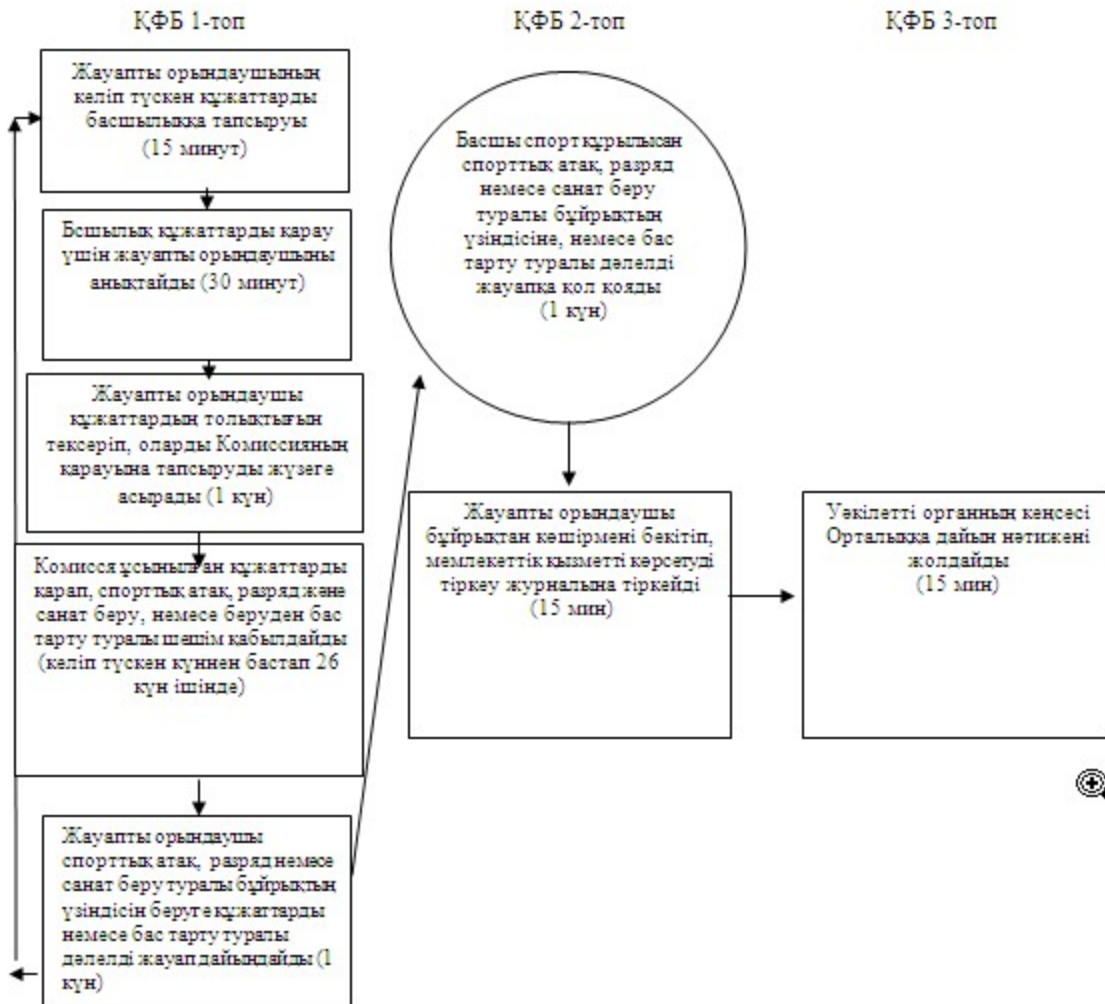 ҚФБ 1-топ
Жауапты орындаушының
келіп түскен құжаттарды
басшылыққа тапсыруы
(15 минут)
Бсшылық құжаттарды қарау
үшін жауапты орындаушыны
анықтайды (30 минут)
Жауапты орындаушы
құжаттардың толықтығын
тексеріп, оларды Комиссияның
қарауына тапсыруды жүзеге
асырады (1 күн)
Комисся ұсынылған құжаттарды
қарап, спорттық атақ, разряд және
санат беру, немесе беруден бас
тарту туралы шешім қабылдайды
(келіп түскен күннен бастап 26
күн ішінде)
Жауапты орындаушы
спорттық атақ, разряд немесе
санат беру туралы бұйрықтың
үзіндісін беруге құжаттарды
немесе бас тарту туралы
дәлелді жауап дайындайды (1
күн)
ҚФБ 2-топ
Басшы спорт құрылысан
спорттық атақ, разряд
немесе санат беру
туралы бұйрықтың
үзіндісіне, немесе бас
тарту туралы дәлелді
жауапқа қол қояды
(1 күн)
Жауапты орындаушы
бұйрықтан көшірмені бекітіп,
мемлекеттік қызметті көрсетуді
тіркеу журналына тіркейді
(15 мин)
ҚФБ 3-топ
Уәкілетті органның кеңсесі
Орталыққа дайын нәтижені
жолдайды
(15 мин)